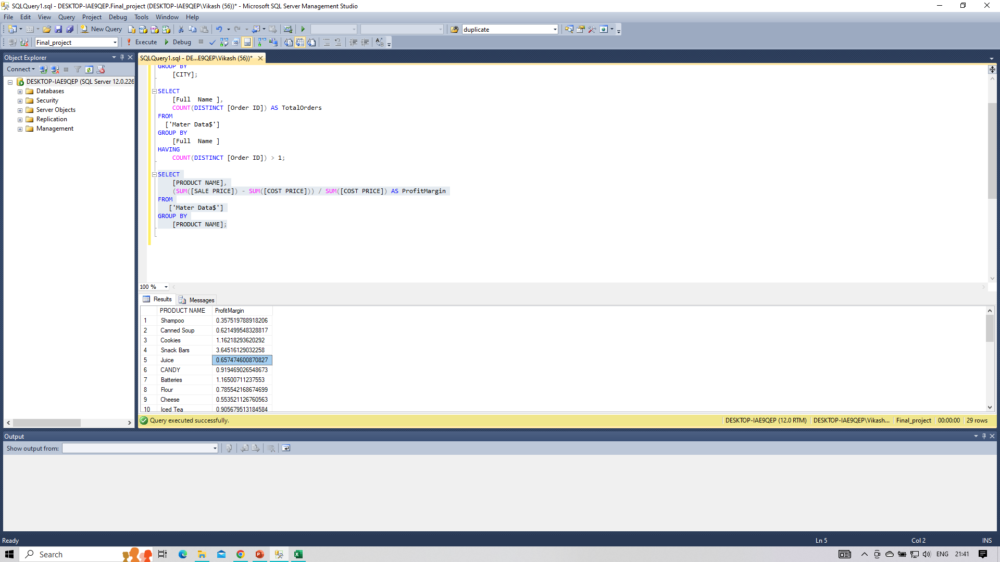 SQLQuery1.sql - DESKTOP-IAE9QEP.Final_project (DESKTOP-IAE9QEP\Vikash (56))* - Microsoft SQL Server Management Studio
File Edit View Query Project Debug Tools Window Help
New Query duplicate
Final_project Execute Debug
Object Explorer
Connect
DESKTOP-IAE9QEP (SQL Server 12.0.226
Databases
Security
Server Objects
Replication
Management
SQLQuery1.sql - DE...E9QEP\Vikash (56))*
GROUP BY
[CITY];
SELECT
[Full  Name ],
COUNT(DISTINCT [Order ID]) AS TotalOrders
FROM
['Mater Data$']
GROUP BY
[Full  Name ]
HAVING
COUNT(DISTINCT [Order ID]) > 1;
SELECT
[PRODUCT NAME],
(SUM([SALE PRICE]) - SUM([COST PRICE])) / SUM([COST PRICE]) AS ProfitMargin
FROM
['Mater Data$']
GROUP BY
[PRODUCT NAME];
100 %
Results Messages
PRODUCT NAME ProfitMargin
1 Shampoo 0.357519788918206
2 Canned Soup 0.621499548328817
3 Cookies 1.16218293620292
4 Snack Bars 3.64516129032258
5 Juice 0.657474600870827
6 CANDY 0.919469026548673
7 Batteries 1.16500711237553
8 Flour 0.785542168674699
9 Cheese 0.553521126760563
10 Iced Tea 0.905679513184584
Query executed successfully. DESKTOP-IAE9QEP (12.0 RTM) DESKTOP-IAE9QEP\Vikash... Final_project 00:00:00 29 rows
Output
Show output from:
Ready Ln 5 Col 2 INS
Search ENG 21:41